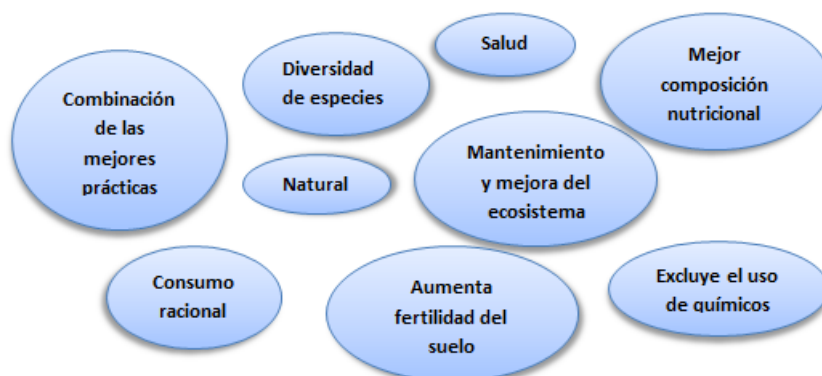 Combinación
de las
mejores
prácticas
Diversidad
de especies
Salud
Mejor
composición
nutricional
Natural
Mantenimiento
y mejora del
ecosistema
Consumo
racional
Aumenta
fertilidad del
suelo
Excluye el uso
de químicos